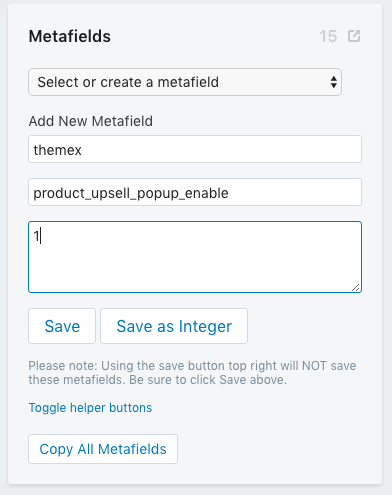 Metafields 15
Select or create a metafield
Add New Metafield
themex
product_upsell_popup_enable
1
Save Save as Integer
Please note: Using the save button top right will NOT save
these metafields. Be sure to click Save above.
Toggle helper buttons
Copy All Metafields